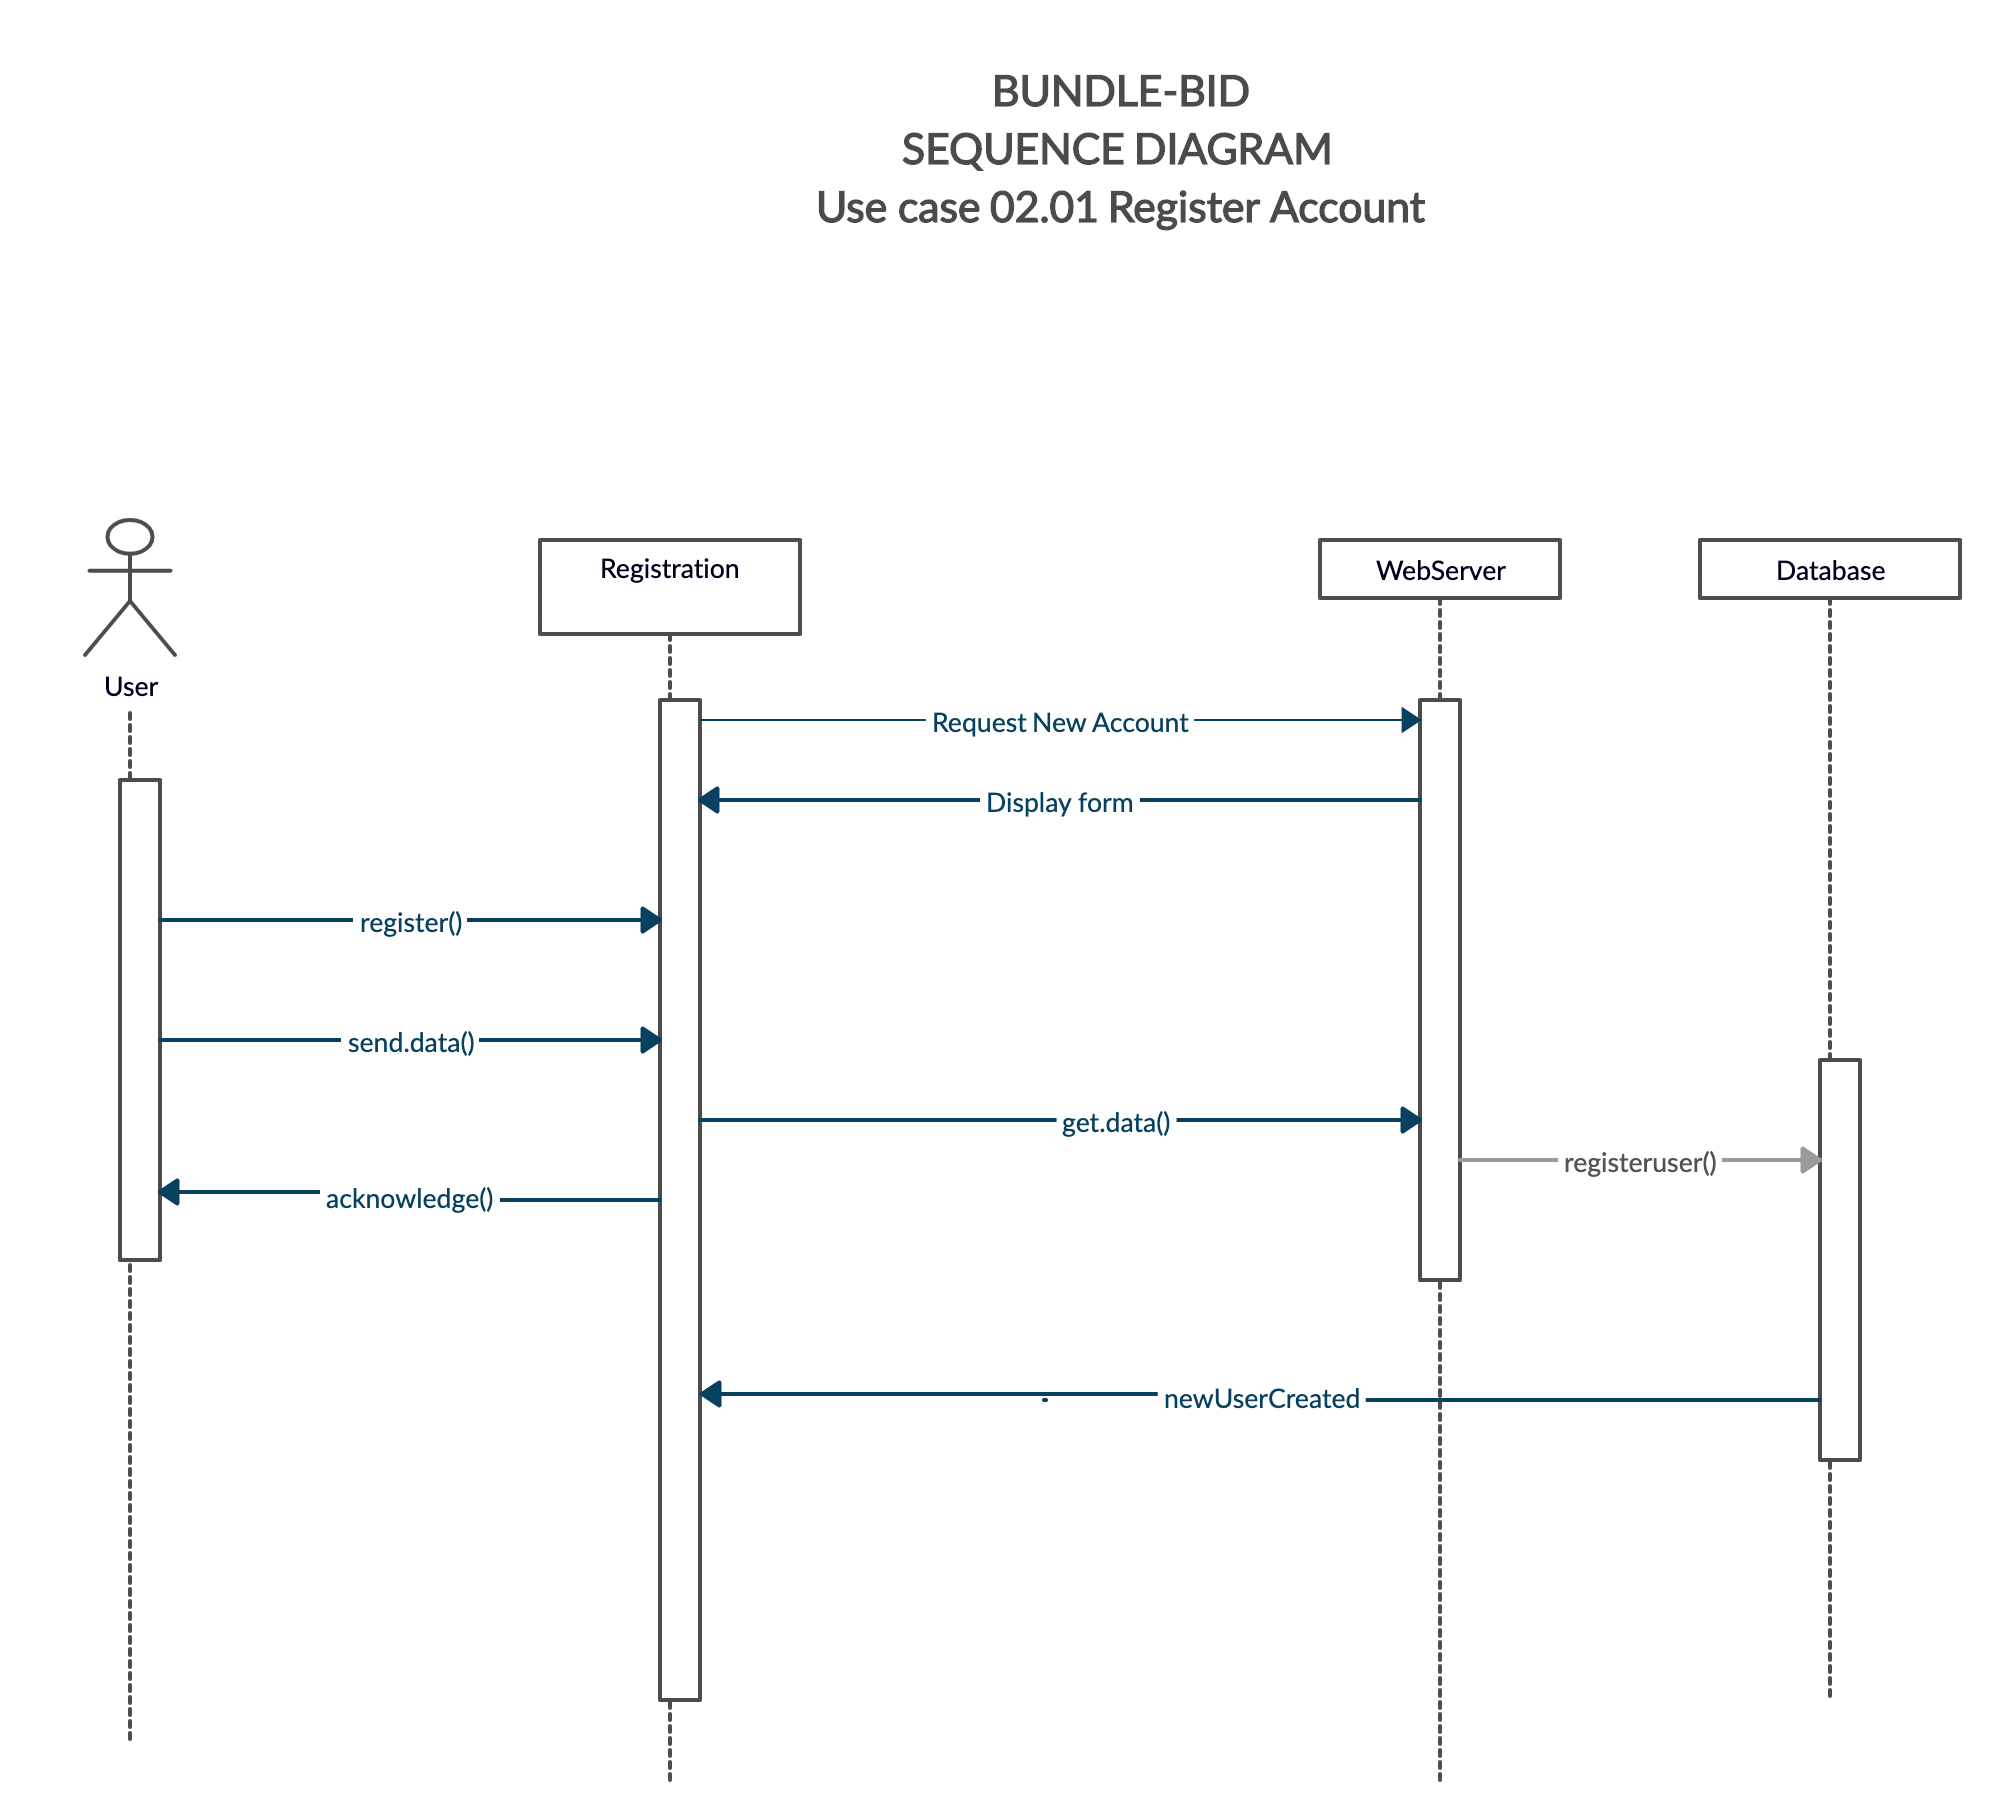 BUNDLE-BID
SEQUENCE DIAGRAM
Use case 02.01 Register Account
Registration
WebServer
Database
User
Request New Account
Display form
register()
send.data()
get.data()
registeruser()
acknowledge()
newUserCreated